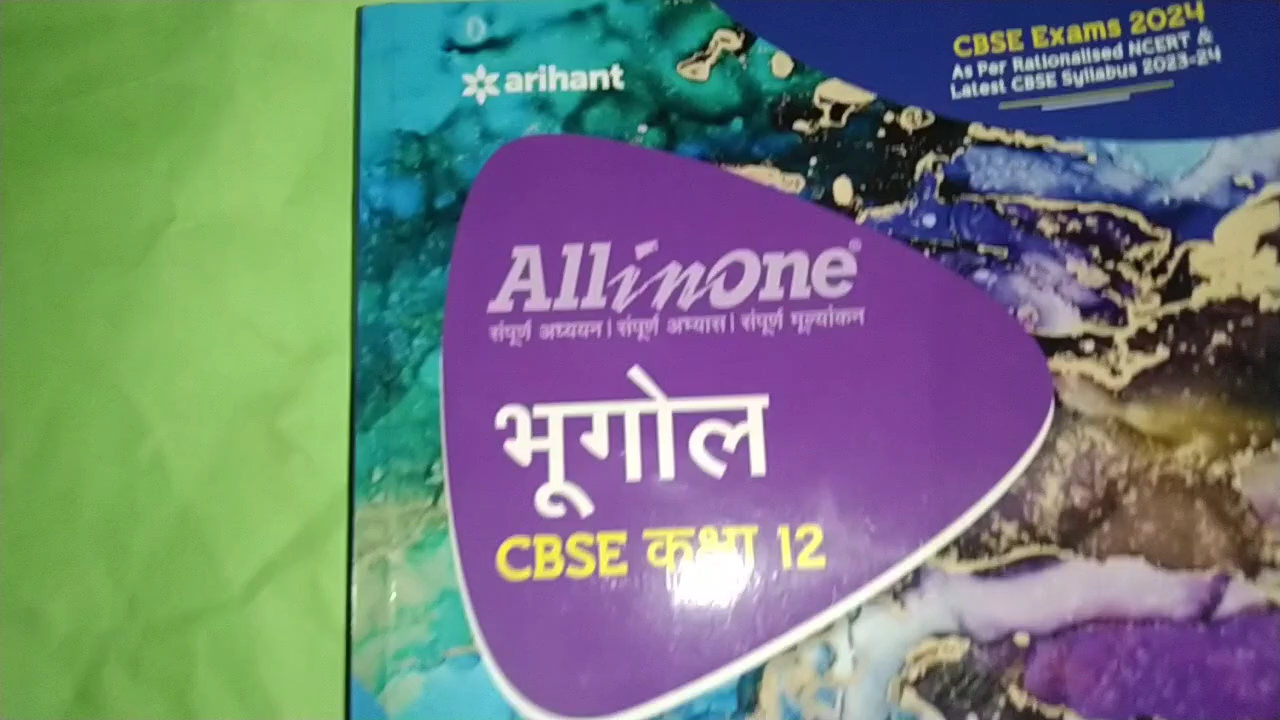 arihant
CBSE Exams 2024
As Per Rationalised NCERT &
Latest CBSE Syllabus 2023-24
All in One®
संपूर्ण अध्ययन | संपूर्ण अभ्यास | संपूर्ण मूल्यांकन
भूगोल
CBSE कक्षा 12